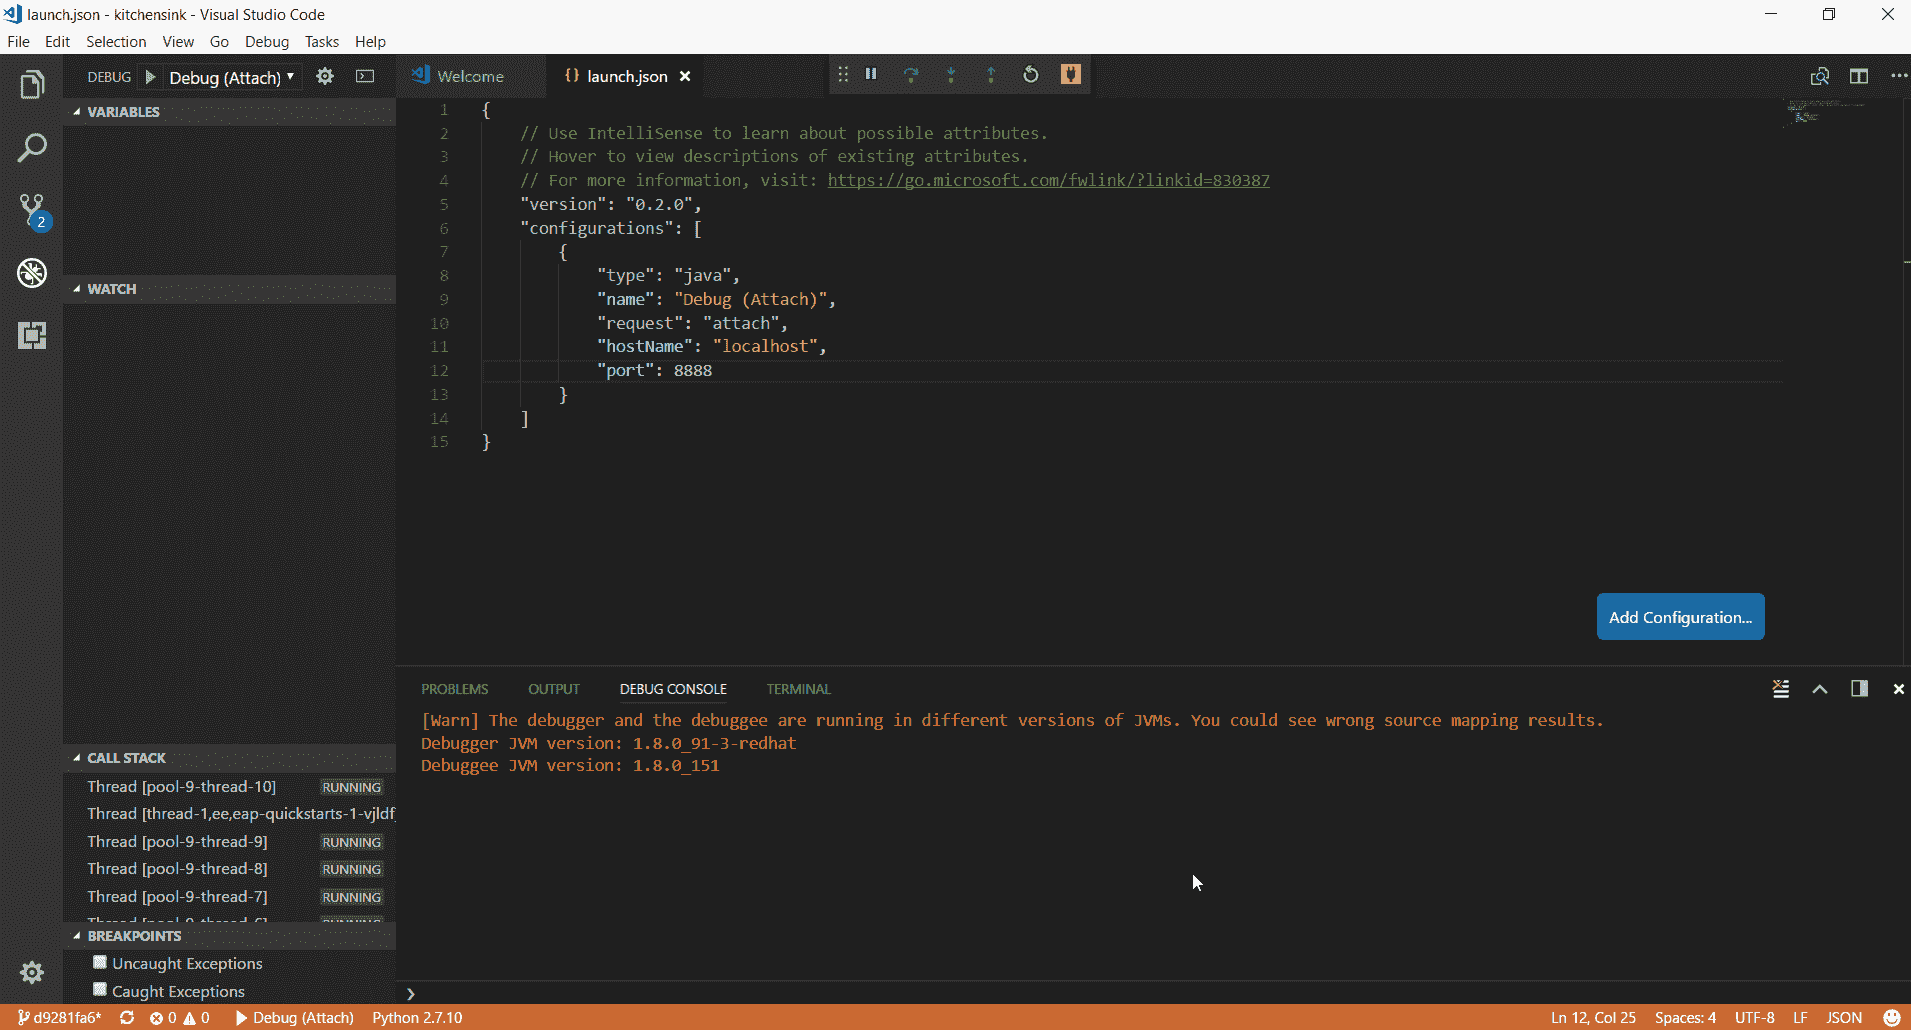 launch.json - kitchensink - Visual Studio Code
File Edit Selection View Go Debug Tasks Help
DEBUG Debug (Attach)
Welcome
launch.json
VARIABLES
WATCH
CALL STACK
Thread [pool-9-thread-10] RUNNING
Thread [thread-1,ee,eap-quickstarts-1-vjldf
Thread [pool-9-thread-9] RUNNING
Thread [pool-9-thread-8] RUNNING
Thread [pool-9-thread-7] RUNNING
BREAKPOINTS
Uncaught Exceptions
Caught Exceptions
2
1 {
2 // Use IntelliSense to learn about possible attributes.
3 // Hover to view descriptions of existing attributes.
4 // For more information, visit: https://go.microsoft.com/fwlink/?linkid=830387
5 "version": "0.2.0",
6 "configurations": [
7 {
8 "type": "java",
9 "name": "Debug (Attach)",
10 "request": "attach",
11 "hostName": "localhost",
12 "port": 8888
13 }
14 ]
15 }
Add Configuration...
PROBLEMS OUTPUT DEBUG CONSOLE TERMINAL
[Warn] The debugger and the debuggee are running in different versions of JVMs. You could see wrong source mapping results.
Debugger JVM version: 1.8.0_91-3-redhat
Debuggee JVM version: 1.8.0_151
d9281fa6* 0 0 Debug (Attach) Python 2.7.10
Ln 12, Col 25 Spaces: 4 UTF-8 LF JSON